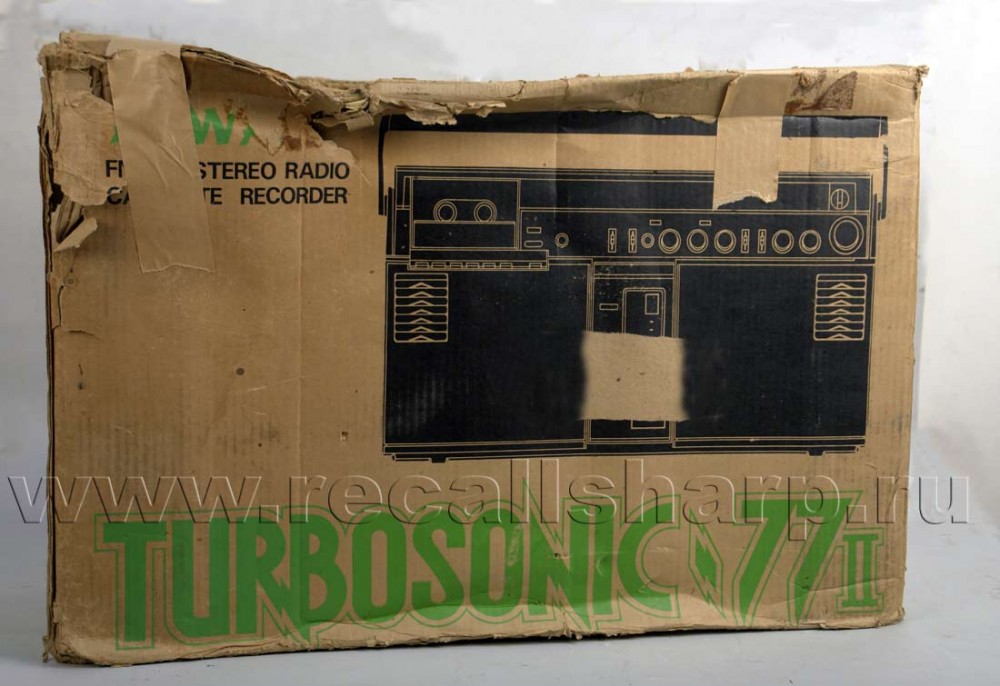 STEREO RADIO
RECORDER
www.recallsharp.ru
TURBOSONIC·77 II